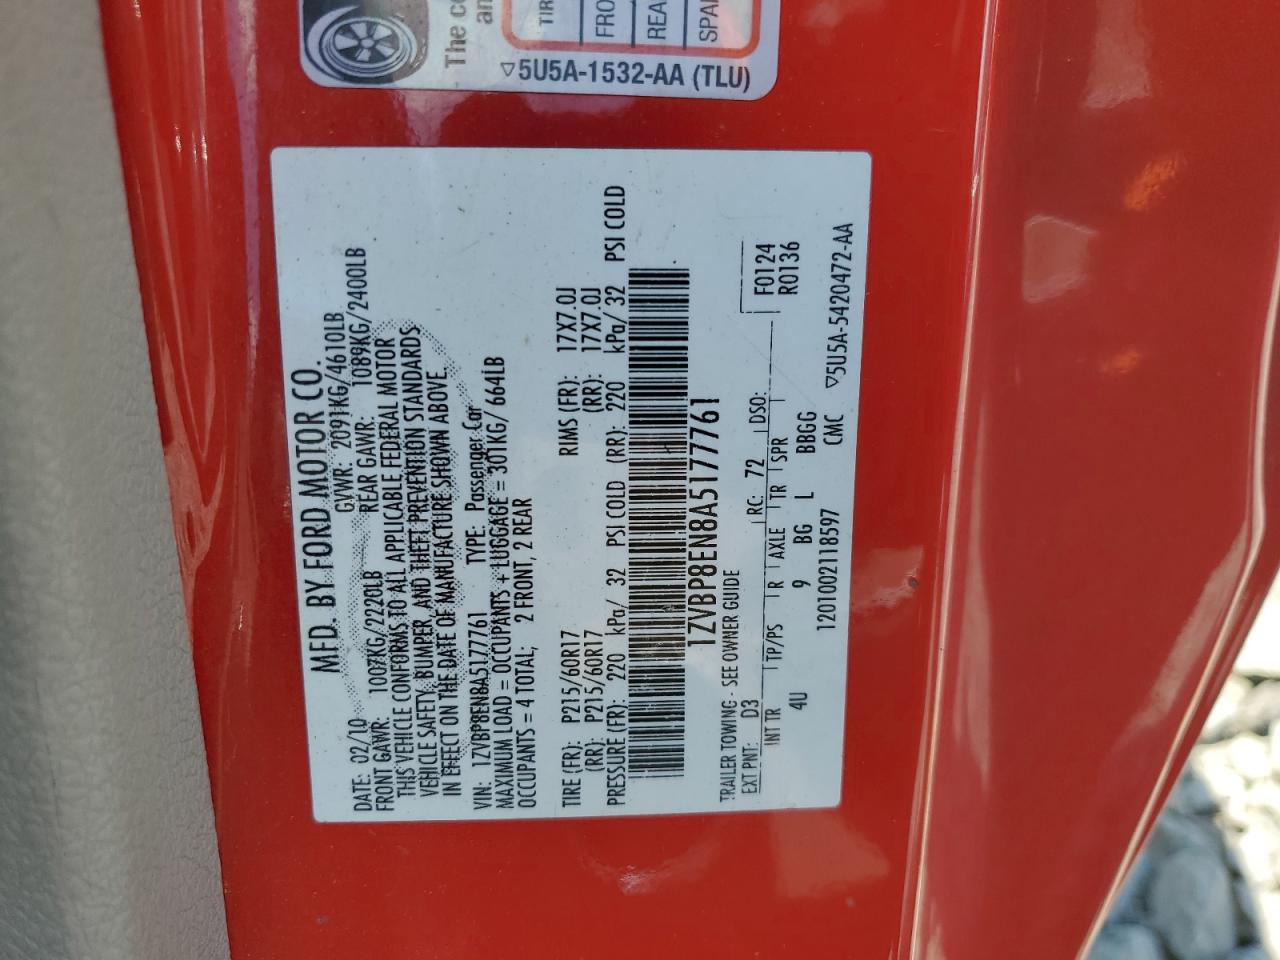 The co
an
TIR
FRO
REA
SPA
▽5U5A-1532-AA (TLU)
MFD. BY FORD MOTOR CO.
DATE: 02/10 GVWR: 2091KG/4610LB
FRONT GAWR: 1007KG/2220LB REAR GAWR: 1089KG/2400LB
THIS VEHICLE CONFORMS TO ALL APPLICABLE FEDERAL MOTOR
VEHICLE SAFETY, BUMPER, AND THEFT PREVENTION STANDARDS
IN EFFECT ON THE DATE OF MANUFACTURE SHOWN ABOVE.
VIN: 1ZVBP8EN8A5177761 TYPE: Passenger Car
MAXIMUM LOAD = OCCUPANTS + LUGGAGE = 301KG/ 664LB
OCCUPANTS = 4 TOTAL; 2 FRONT, 2 REAR
TIRE (FR): P215/60R17 RIMS (FR): 17X7.0J
(RR): P215/60R17 (RR): 17X7.0J
PRESSURE (FR): 220 kPa/ 32 PSI COLD (RR): 220 kPa/ 32 PSI COLD
1ZVBP8EN8A5177761
TRAILER TOWING - SEE OWNER GUIDE
EXT PNT: D3 RC: 72 DSO: F0124
R0136
INT TR TP/PS R AXLE TR SPR
4U 9 BG L BBGG
1201002118597 CMC ▽5U5A-5420472-AA